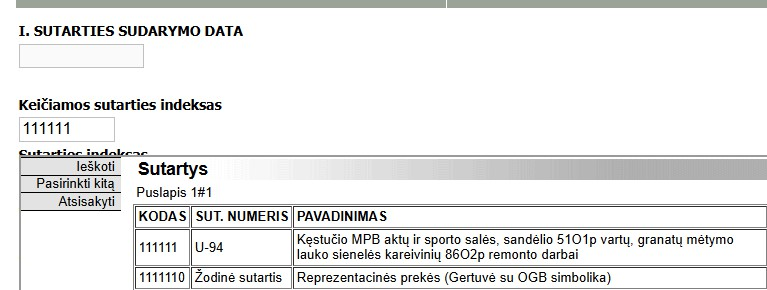 I. SUTARTIES SUDARYMO DATA
Keičiamos sutarties indeksas
111111
Sutarties indeksas
Ieškoti
Pasirinkti kitą
Atsisakyti
Sutartys
Puslapis 1#1
KODAS SUT. NUMERIS PAVADINIMAS
111111 U-94 Kęstučio MPB aktų ir sporto salės, sandėlio 51O1p vartų, granatų mėtymo
lauko sienelės kareivinių 86O2p remonto darbai
1111110 Žodinė sutartis Reprezentacinės prekės (Gertuvė su OGB simbolika)